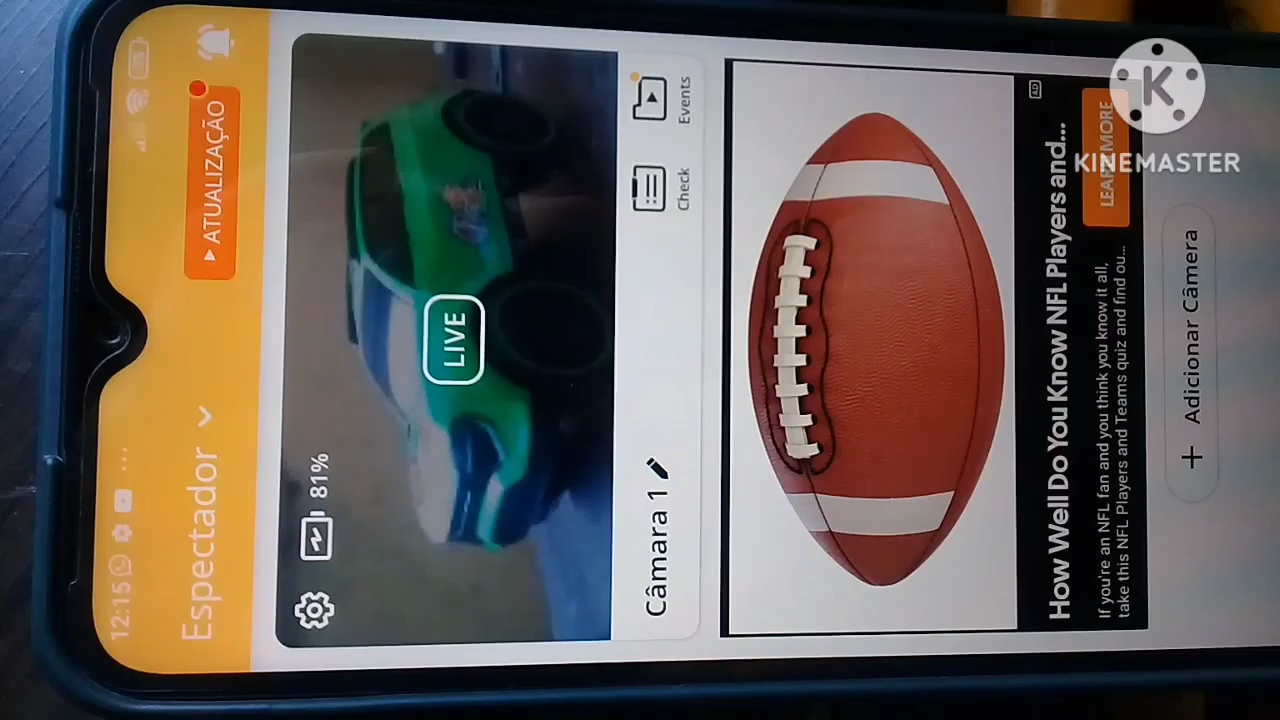 12:15
Espectador
ATUALIZAÇÃO
81%
LIVE
Câmara 1
Check
Events
AD
How Well Do You Know NFL Players and...
If you're an NFL fan and you think you know it all,
take this NFL Players and Teams quiz and find ou...
LEARN MORE
+ Adicionar Câmera
K
KINEMASTER